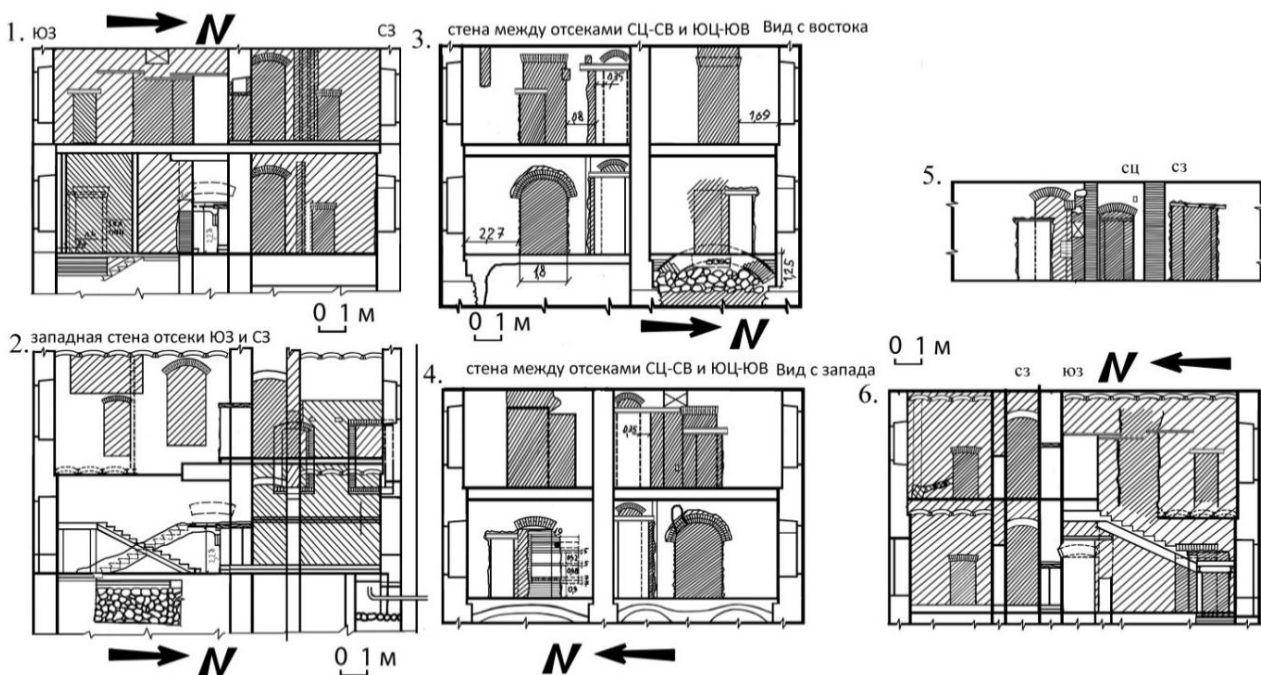 1. ЮЗ
N
СЗ
0 1 м
2. западная стена отсеки ЮЗ и СЗ
N
0 1 м
3. стена между отсеками СЦ-СВ и ЮЦ-ЮВ Вид с востока
0,35
0,8
1,69
2,27
1,8
1,25
0 1 м
N
4. стена между отсеками СЦ-СВ и ЮЦ-ЮВ Вид с запада
0,35
N
5.
сц сз
0 1 м
N
6.
сз юз